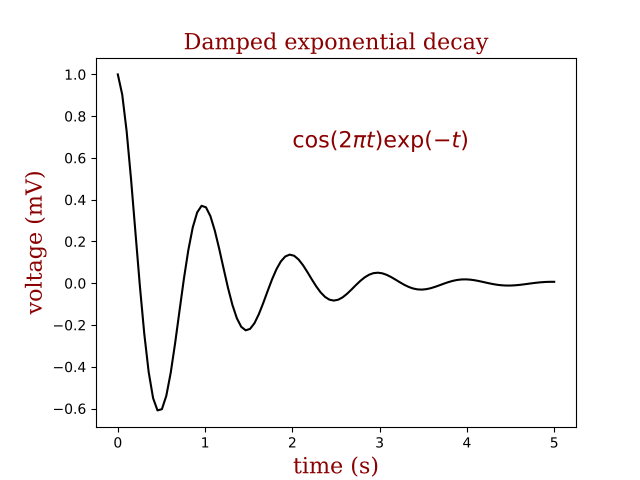 Damped exponential decay
cos(2πt)exp(−t)
voltage (mV)
1.0
0.8
0.6
0.4
0.2
0.0
−0.2
−0.4
−0.6
0 1 2 3 4 5
time (s)